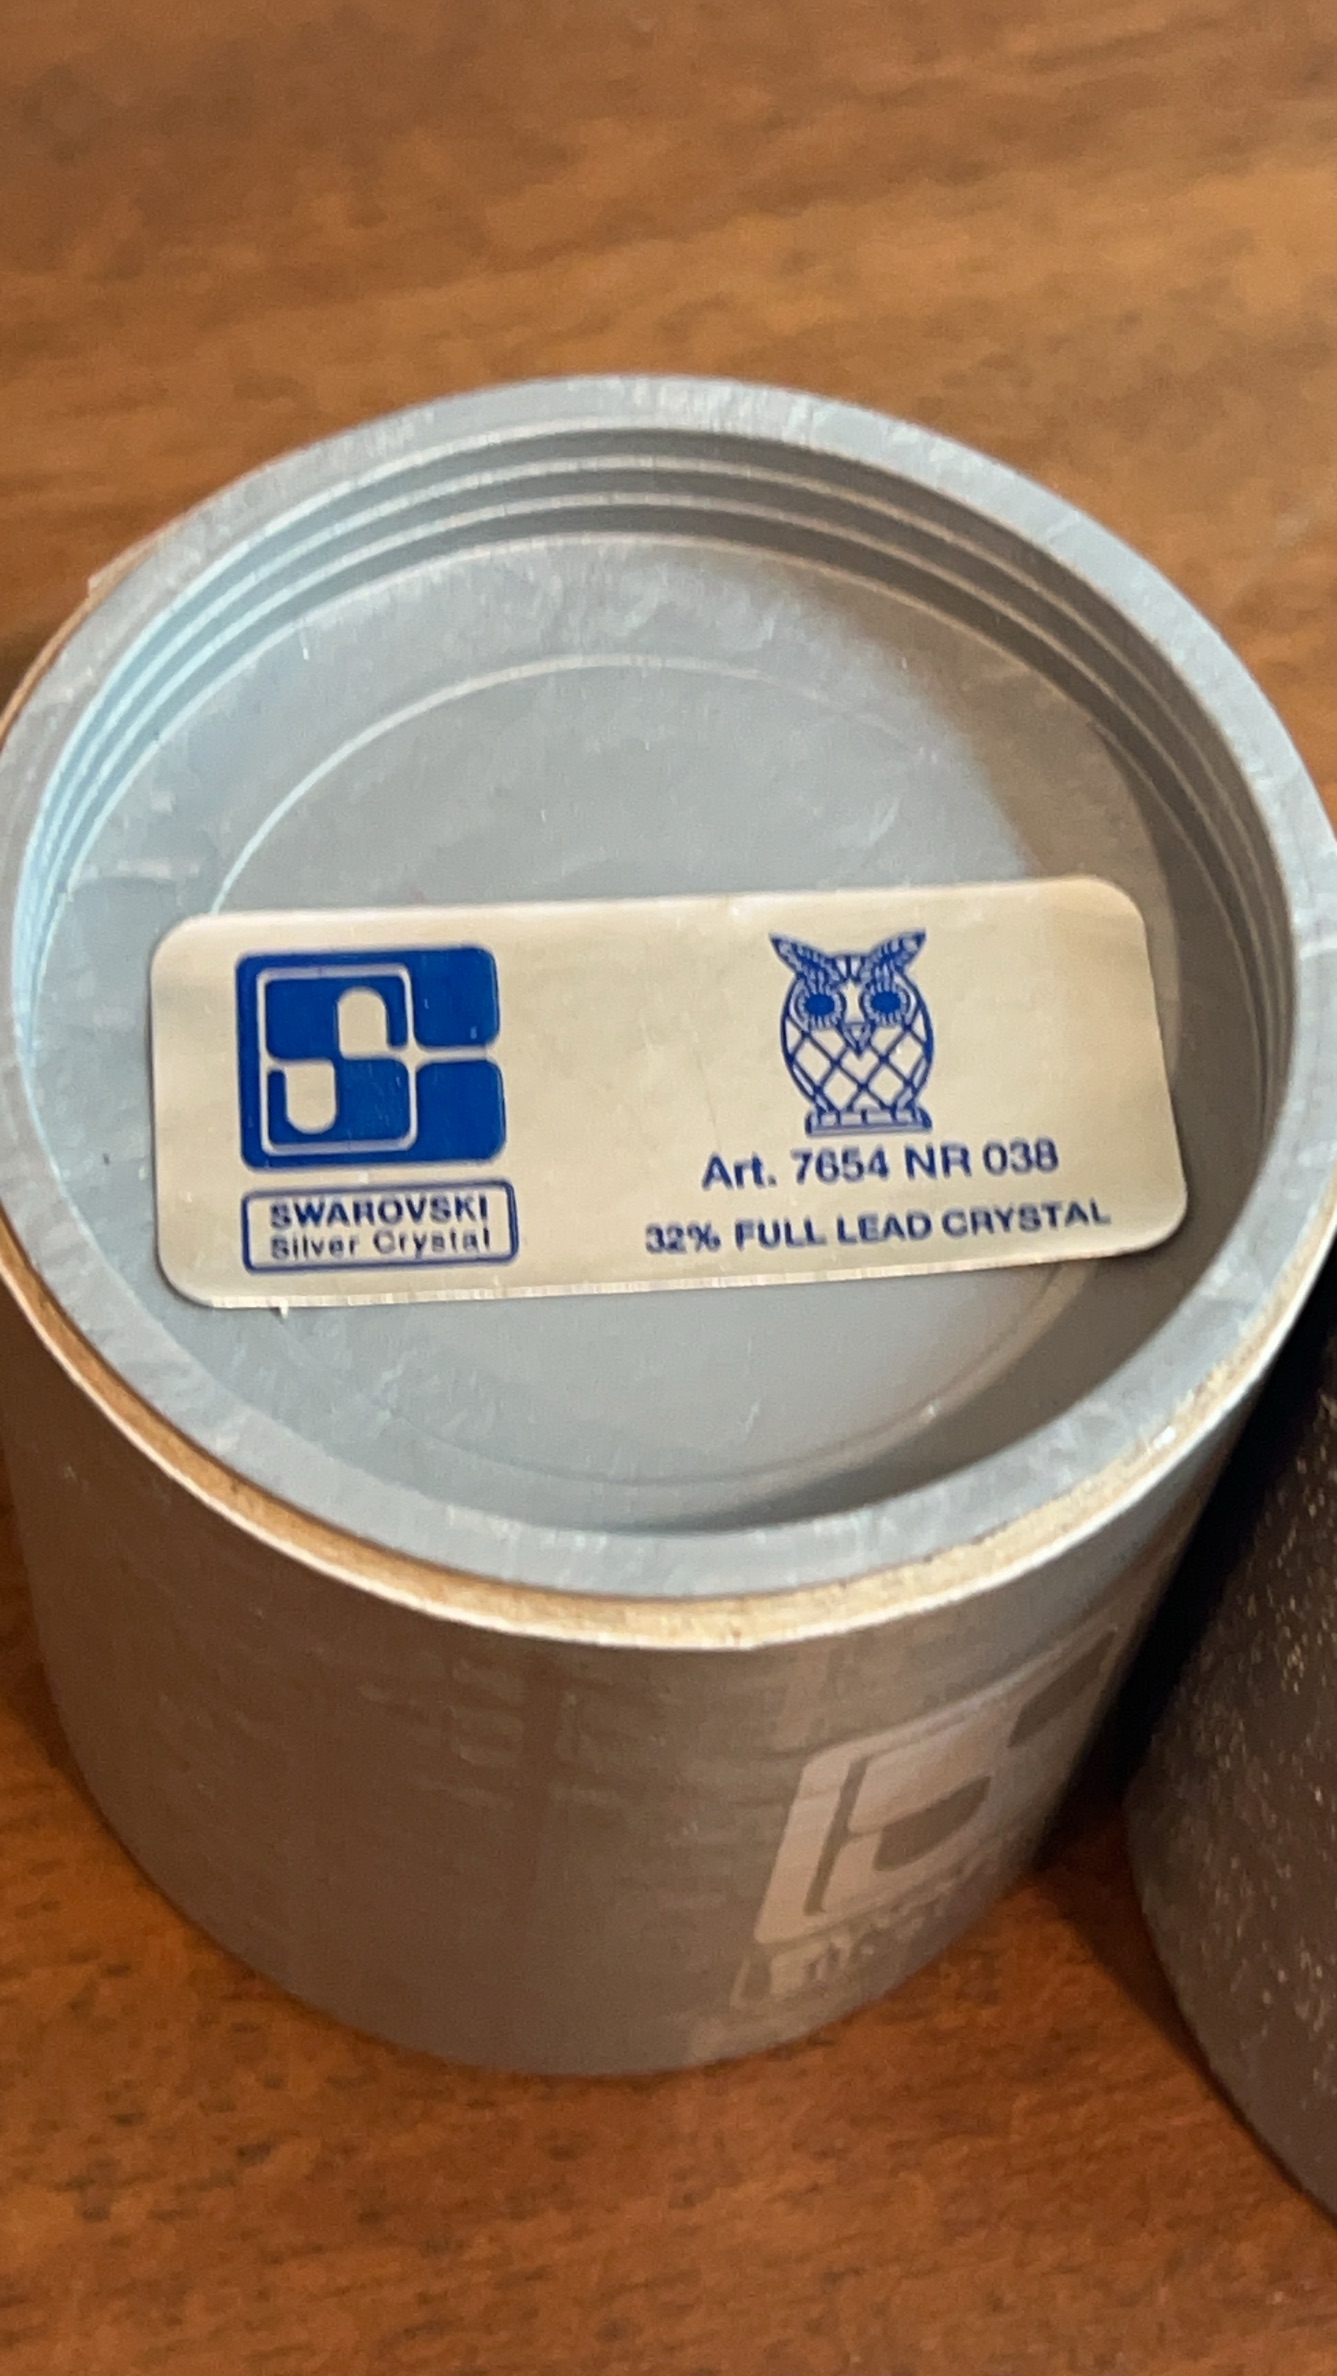 SWAROVSKI
Silver Crystal
Art. 7654 NR 038
32% FULL LEAD CRYSTAL